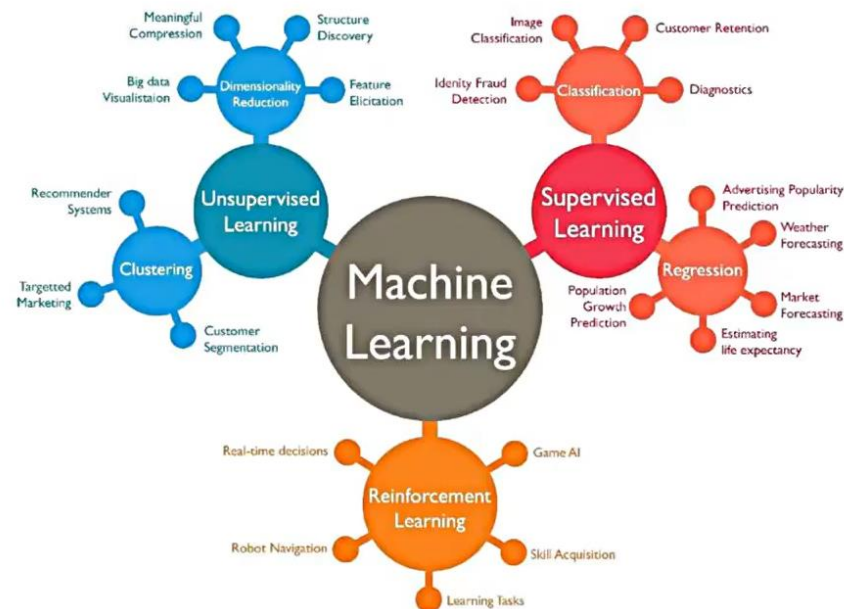 Meaningful
Compression
Structure
Discovery
Big data
Visualistaion
Dimensionality
Reduction
Feature
Elicitation
Unsupervised
Learning
Recommender
Systems
Clustering
Targetted
Marketing
Customer
Segmentation
Image
Classification
Customer Retention
Idenity Fraud
Detection
Classification
Diagnostics
Supervised
Learning
Advertising Popularity
Prediction
Weather
Forecasting
Regression
Population
Growth
Prediction
Market
Forecasting
Estimating
life expectancy
Machine
Learning
Real-time decisions
Game AI
Reinforcement
Learning
Robot Navigation
Skill Acquisition
Learning Tasks